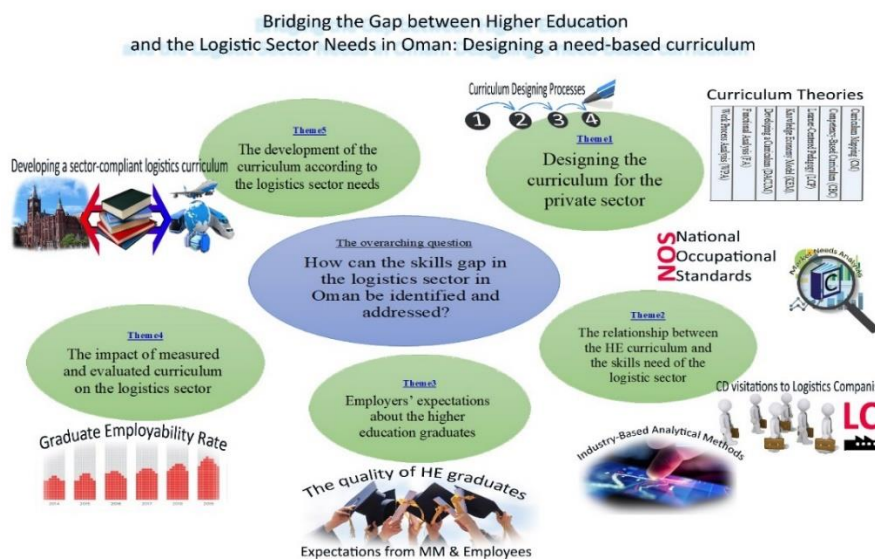 Bridging the Gap between Higher Education
and the Logistic Sector Needs in Oman: Designing a need-based curriculum
Curriculum Designing Processes
1 2 3 4
Curriculum Theories
Curriculum Mapping (CM)
Competency-Based Curriculum (CBC)
Learner-Centered Pedagogy (LCP)
Knowledge Economy Model (KEM)
Developing a Curriculum (DACUM)
Functional Analysis (FA)
Work Process Analysis (WPA)
Theme1
Designing the
curriculum for the
private sector
Theme5
The development of the
curriculum according to
the logistics sector needs
Developing a sector-compliant logistics curriculum
The overarching question
How can the skills gap in
the logistics sector in
Oman be identified and
addressed?
NOS
National
Occupational
Standards
Market Needs Analysis
C
Theme2
The relationship between
the HE curriculum and
the skills need of the
logistic sector
CD visitations to Logistics Compani
LO
Industry-Based Analytical Methods
Theme3
Employers' expectations
about the higher
education graduates
The quality of HE graduates
Expectations from MM & Employees
Theme4
The impact of measured
and evaluated curriculum
on the logistics sector
Graduate Employability Rate